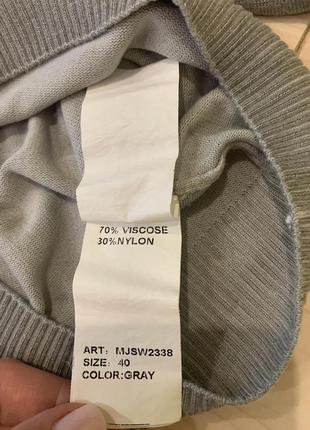 70% VISCOSE
30%NYLON
ART: MJSW2338
SIZE: 40
COLOR:GRAY